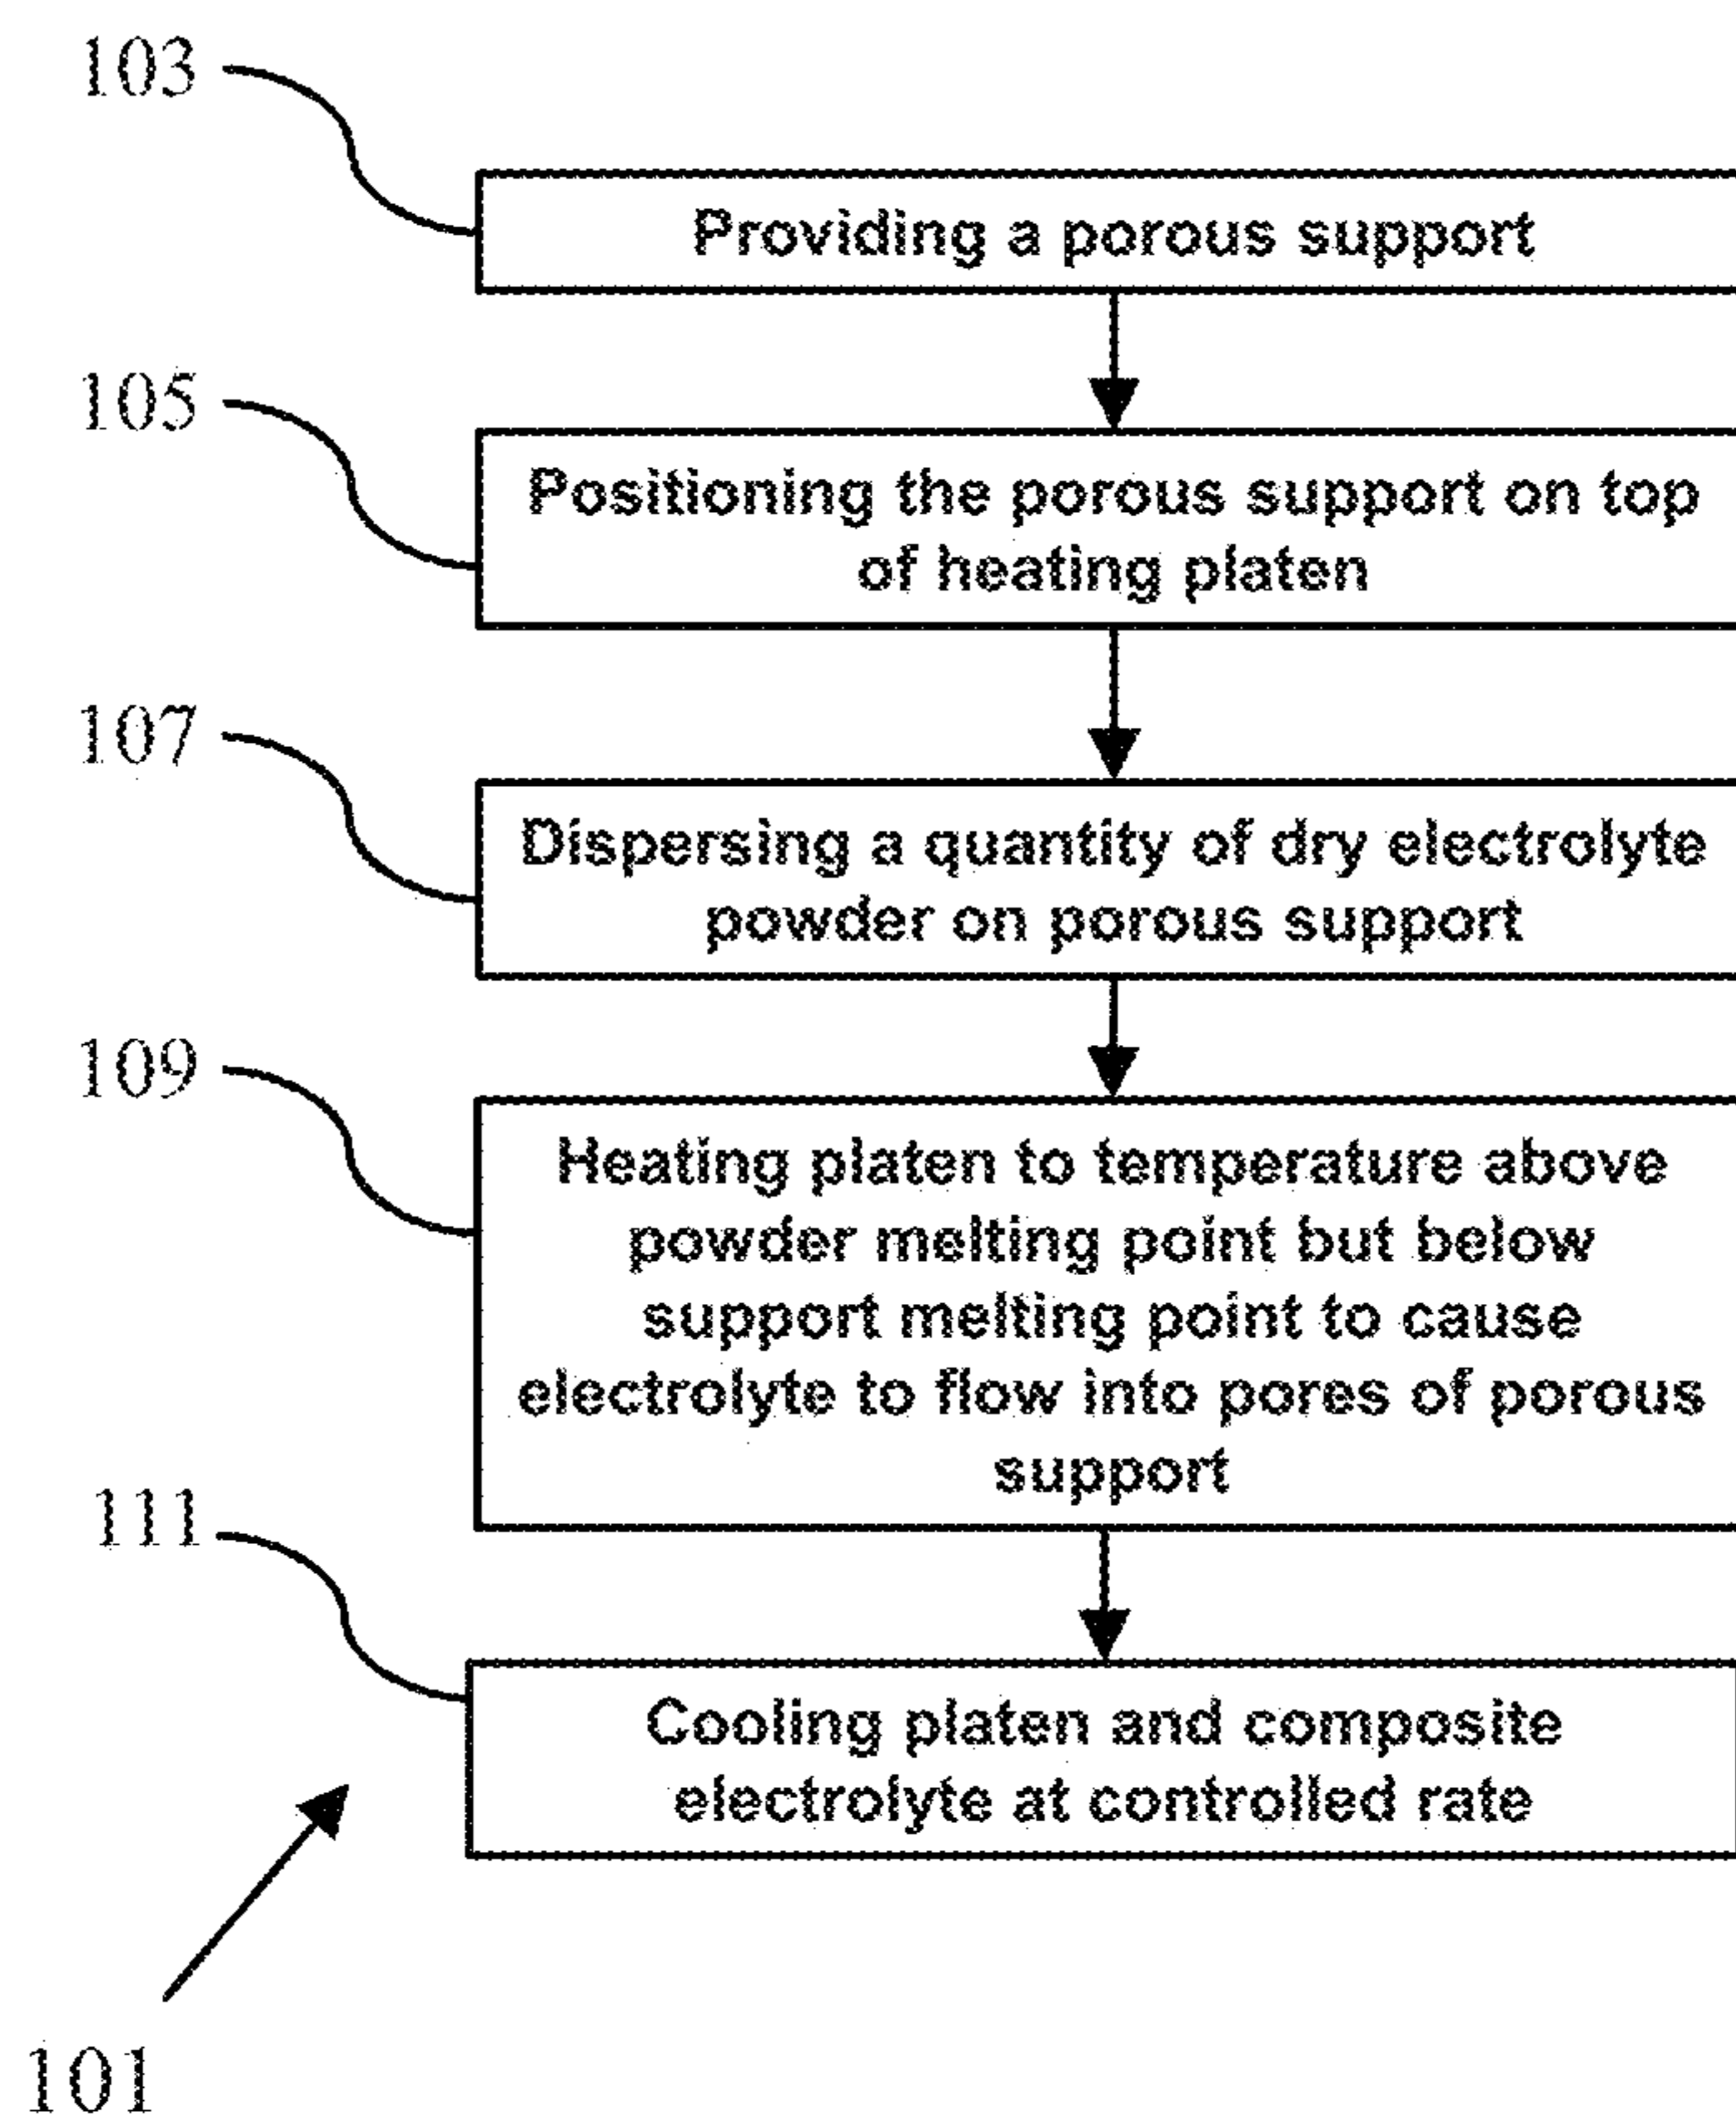 103
Providing a porous support
105
Positioning the porous support on top
of heating platen
107
Dispersing a quantity of dry electrolyte
powder on porous support
109
Heating platen to temperature above
powder melting point but below
support melting point to cause
electrolyte to flow into pores of porous
support
111
Cooling platen and composite
electrolyte at controlled rate
101